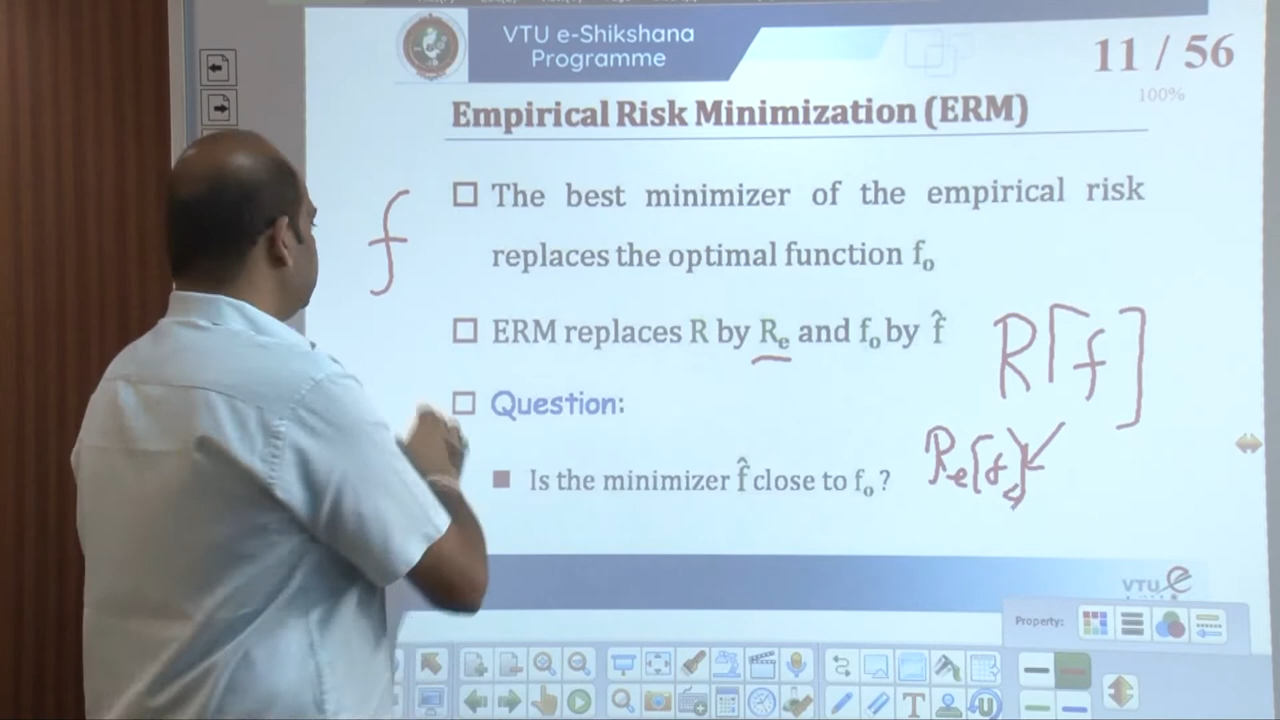 VTU e-Shikshana
Programme
11 / 56
100%
Empirical Risk Minimization (ERM)
f
The best minimizer of the empirical risk
replaces the optimal function fₒ
ERM replaces R by Rₑ and fₒ by f̂
R[f]
Question:
Rₑ[f]
Is the minimizer f̂ close to fₒ ?
VTU e
Property:
T
U